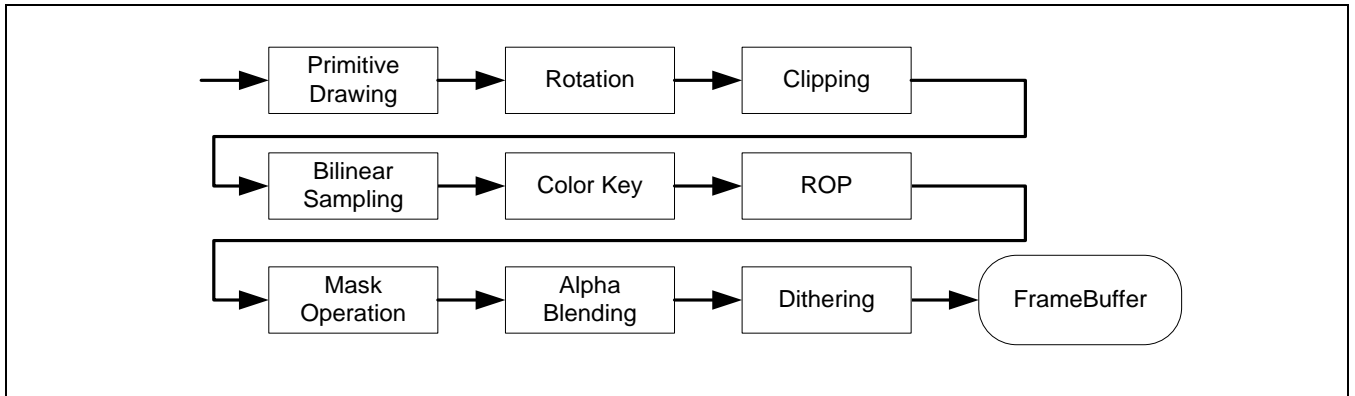 Primitive
Drawing
Rotation
Clipping
Bilinear
Sampling
Color Key
ROP
Mask
Operation
Alpha
Blending
Dithering
FrameBuffer